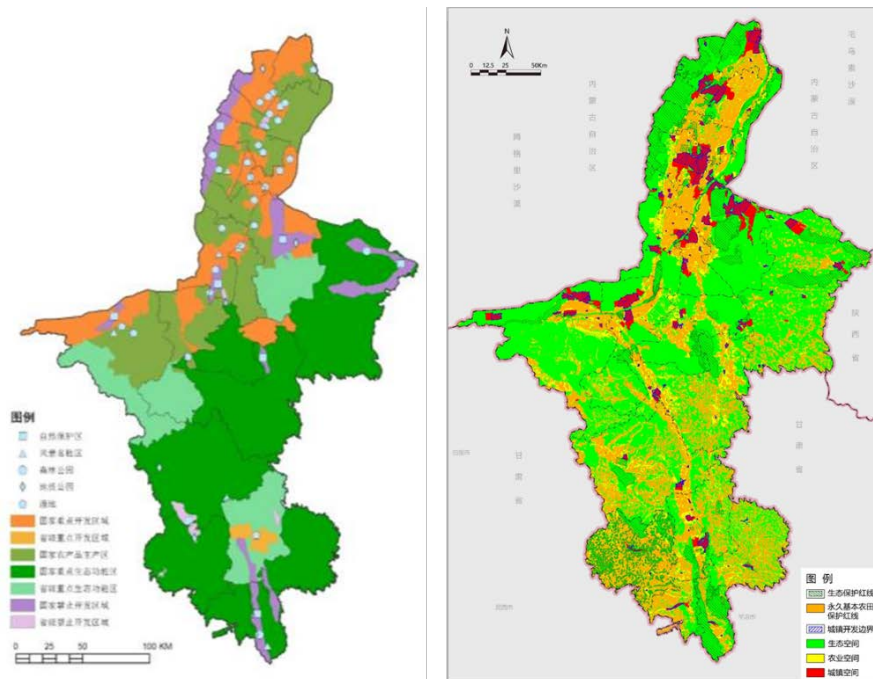 图例
自然保护区
风景名胜区
森林公园
地质公园
湿地
国家重点开发区域
省级重点开发区域
国家农产品主产区
国家重点生态功能区
省级重点生态功能区
国家禁止开发区域
省级禁止开发区域
0 25 50 100 KM
N
0 12.5 25 50Km
毛乌素沙漠
内蒙古自治区
内蒙古自治区
腾格里沙漠
陕西省
甘肃省
甘肃省
图 例
生态保护红线
永久基本农田
保护红线
城镇开发边界
生态空间
农业空间
城镇空间